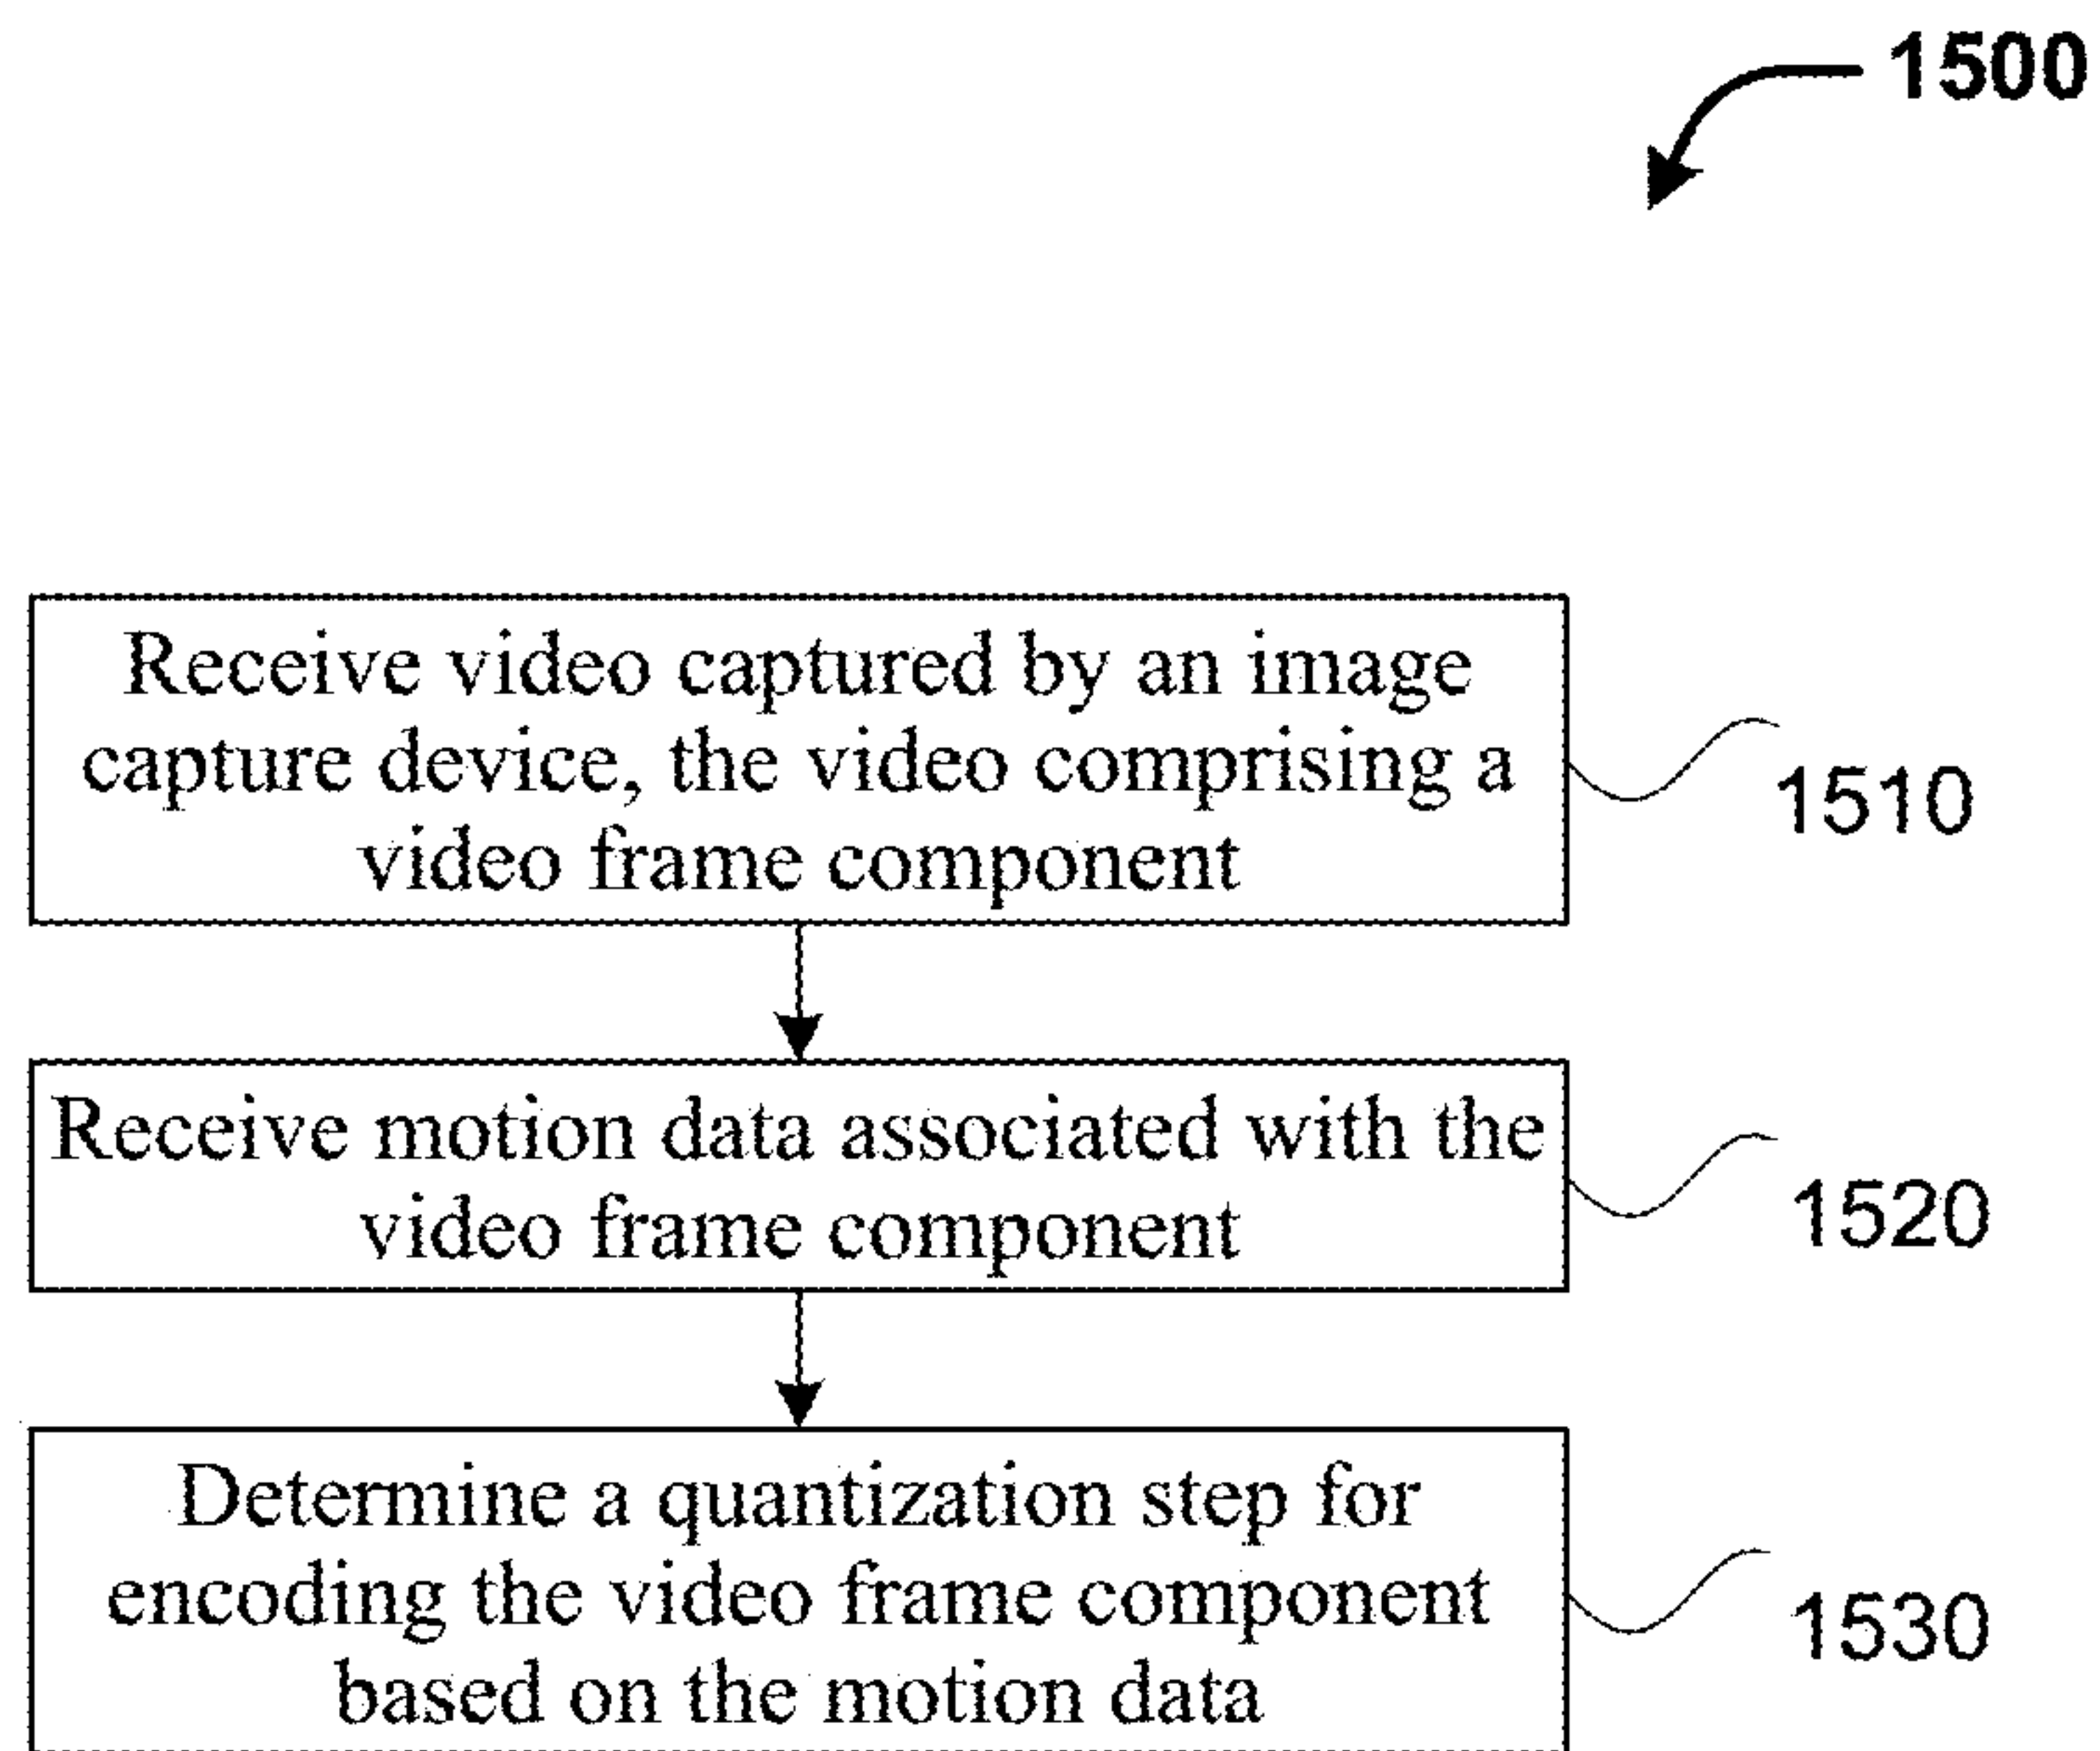 1500
Receive video captured by an image
capture device, the video comprising a
video frame component
1510
Receive motion data associated with the
video frame component
1520
Determine a quantization step for
encoding the video frame component
based on the motion data
1530